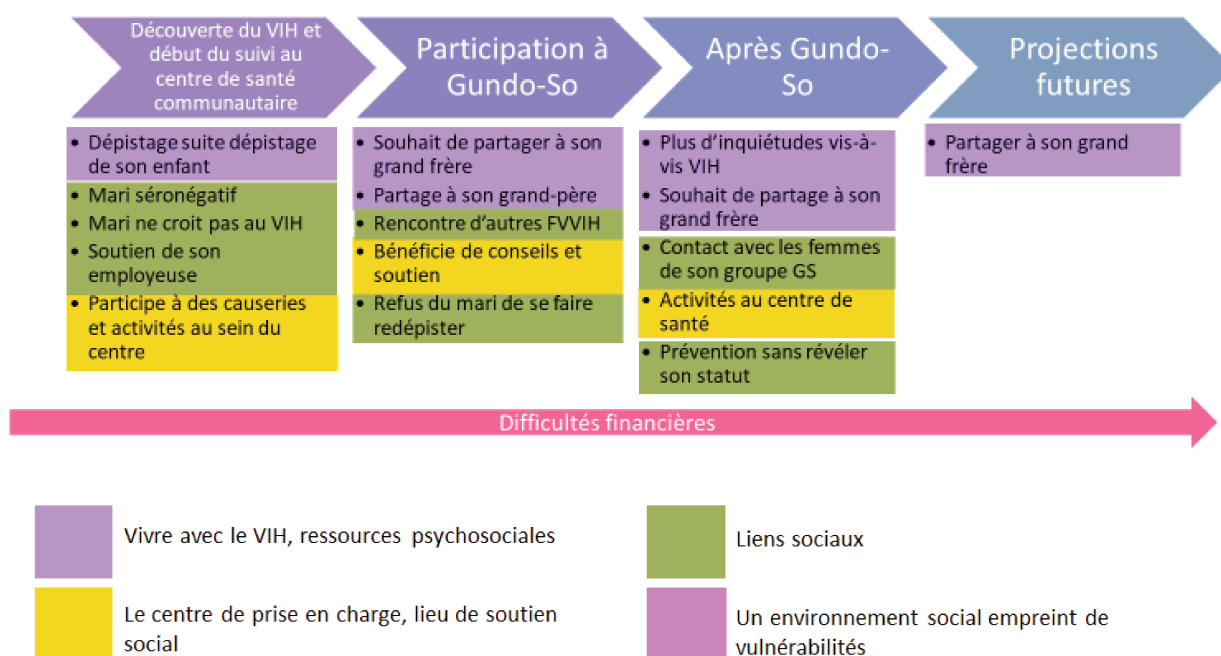 Découverte du VIH et
début du suivi au
centre de santé
communautaire
Participation à
Gundo-So
Après Gundo-
So
Projections
futures
• Dépistage suite dépistage
de son enfant
• Mari séronégatif
• Mari ne croit pas au VIH
• Soutien de son
employeuse
• Participe à des causeries
et activités au sein du
centre
• Souhait de partager à son
grand frère
• Partage à son grand-père
• Rencontre d'autres FVVIH
• Bénéficie de conseils et
soutien
• Refus du mari de se faire
redépister
• Plus d'inquiétudes vis-à-
vis VIH
• Souhait de partage à son
grand frère
• Contact avec les femmes
de son groupe GS
• Activités au centre de
santé
• Prévention sans révéler
son statut
• Partager à son grand
frère
Difficultés financières
Vivre avec le VIH, ressources psychosociales
Liens sociaux
Le centre de prise en charge, lieu de soutien
social
Un environnement social empreint de
vulnérabilités